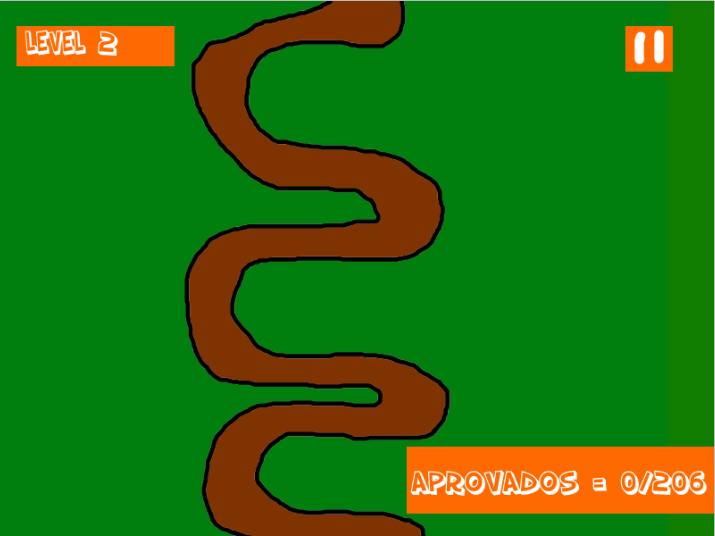 LEVEL 2
APROVADOS = 0/206